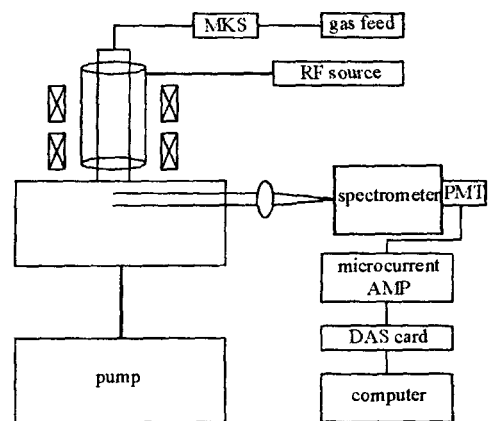 MKS
gas feed
RF source
spectrometer
PMT
microcurrent
AMP
DAS card
pump
computer